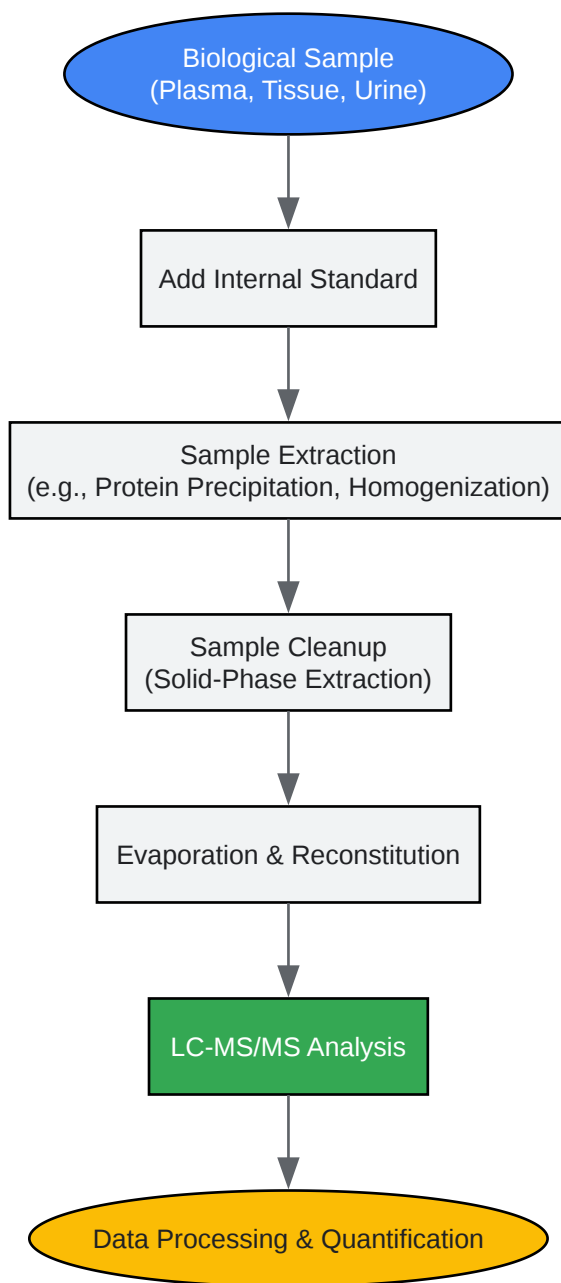 Biological Sample
(Plasma, Tissue, Urine)
Add Internal Standard
Sample Extraction
(e.g., Protein Precipitation, Homogenization)
Sample Cleanup
(Solid-Phase Extraction)
Evaporation & Reconstitution
LC-MS/MS Analysis
Data Processing & Quantification